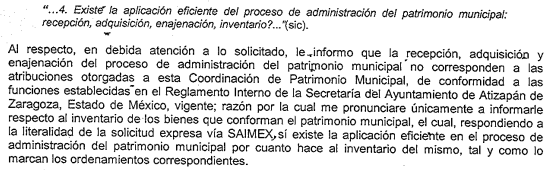 "...4. Existe la aplicación eficiente del proceso de administración del patrimonio municipal:
recepción, adquisición, enajenación, inventario?..."(sic).
Al respecto, en debida atención a lo solicitado, le informo que la recepción, adquisición y
enajenación del proceso de administración del patrimonio municipal no corresponden a las
atribuciones otorgadas a esta Coordinación de Patrimonio Municipal, de conformidad a las
funciones establecidas en el Reglamento Interno de la Secretaría del Ayuntamiento de Atizapán de
Zaragoza, Estado de México, vigente; razón por la cual me pronunciare únicamente a informarle
respecto al inventario de los bienes que conforman el patrimonio municipal, el cual, respondiendo a
la literalidad de la solicitud expresa vía SAIMEX, sí existe la aplicación eficiente en el proceso de
administración del patrimonio municipal por cuanto hace al inventario del mismo, tal y como lo
marcan los ordenamientos correspondientes.